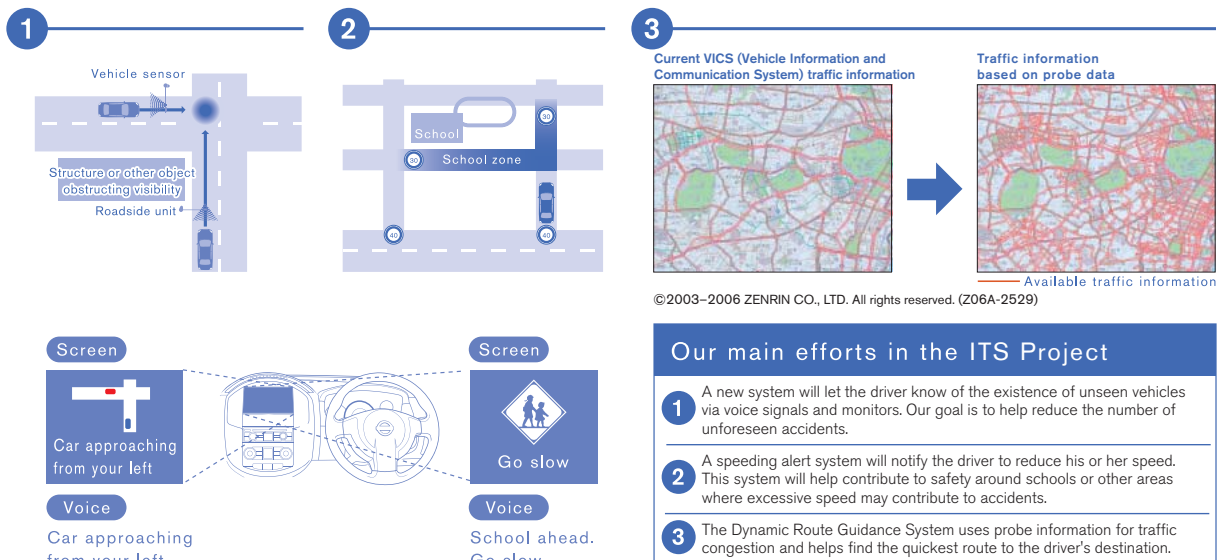 1
2
3
Vehicle sensor
Structure or other object
obstructing visibility
Roadside unit
School
School zone
30
30
40
40
Current VICS (Vehicle Information and
Communication System) traffic information
Traffic information
based on probe data
Available traffic information
©2003–2006 ZENRIN CO., LTD. All rights reserved. (Z06A-2529)
Screen
Car approaching
from your left
Voice
Car approaching
from your left
Screen
Go slow
Voice
School ahead.
Go slow
Our main efforts in the ITS Project
1
A new system will let the driver know of the existence of unseen vehicles
via voice signals and monitors. Our goal is to help reduce the number of
unforeseen accidents.
2
A speeding alert system will notify the driver to reduce his or her speed.
This system will help contribute to safety around schools or other areas
where excessive speed may contribute to accidents.
3
The Dynamic Route Guidance System uses probe information for traffic
congestion and helps find the quickest route to the driver's destination.